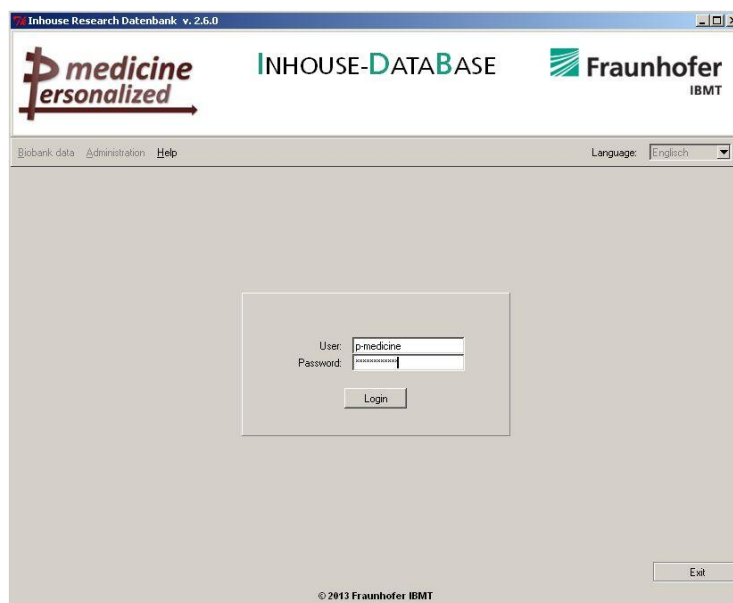 Inhouse Research Datenbank v. 2.6.0
p medicine
ersonalized
INHOUSE-DATABASE
Fraunhofer
IBMT
Biobank data Administration Help
Language: Englisch
User: p-medicine
Password: ************
Login
Exit
© 2013 Fraunhofer IBMT